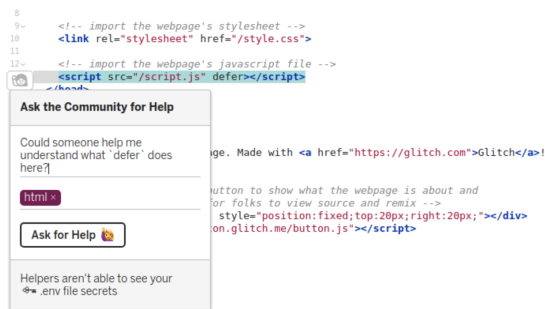 8
9 <!-- import the webpage's stylesheet -->
10 <link rel="stylesheet" href="/style.css">
11
12 <!-- import the webpage's javascript file -->
<script src="/script.js" defer></script>
</head>
Ask the Community for Help
Could someone help me
understand what `defer` does
here?
html ×
Ask for Help
Helpers aren't able to see your
.env file secrets
ge. Made with <a href="https://glitch.com">Glitch</a>!
utton to show what the webpage is about and
for folks to view source and remix -->
style="position:fixed;top:20px;right:20px;"></div>
on.glitch.me/button.js"></script>